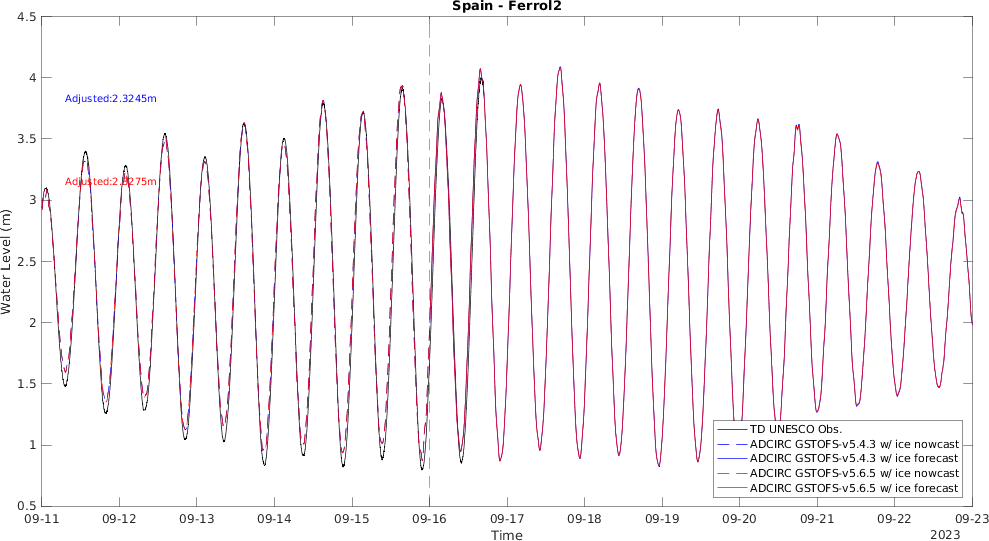 Spain - Ferrol2
4.5
4
3.5
3
2.5
2
1.5
1
0.5
Water Level (m)
Adjusted:2.3245m
09-11
09-12
09-13
09-14
09-15
09-16
09-17
09-18
09-19
09-20
09-21
09-22
09-23
Time
2023
TD UNESCO Obs.
ADCIRC GSTOFS-v5.4.3 w/ ice nowcast
ADCIRC GSTOFS-v5.4.3 w/ ice forecast
ADCIRC GSTOFS-v5.6.5 w/ ice nowcast
ADCIRC GSTOFS-v5.6.5 w/ ice forecast